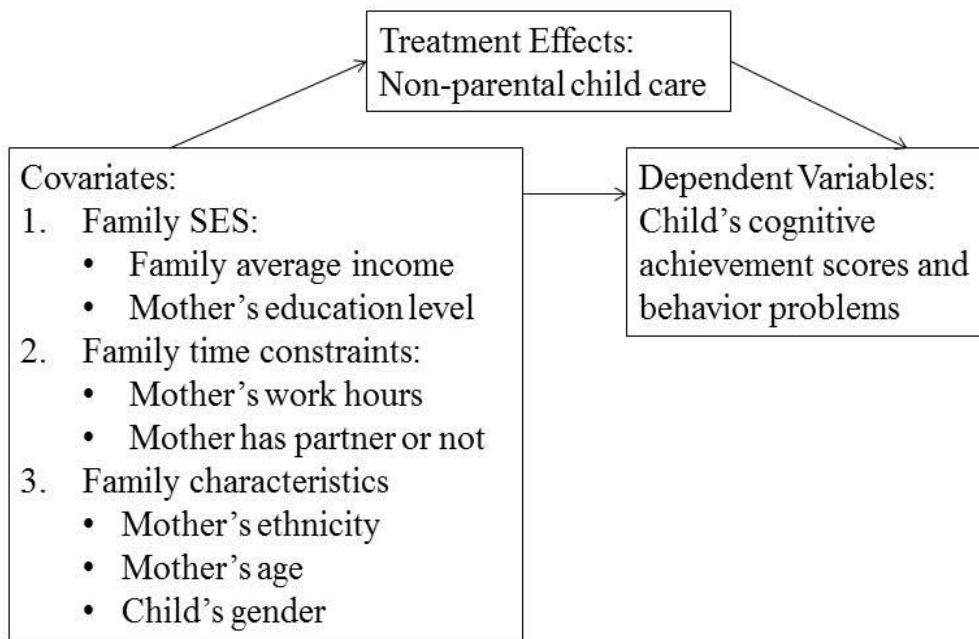 Treatment Effects:
Non-parental child care
Covariates:
1. Family SES:
• Family average income
• Mother’s education level
2. Family time constraints:
• Mother’s work hours
• Mother has partner or not
3. Family characteristics
• Mother’s ethnicity
• Mother’s age
• Child’s gender
Dependent Variables:
Child’s cognitive
achievement scores and
behavior problems